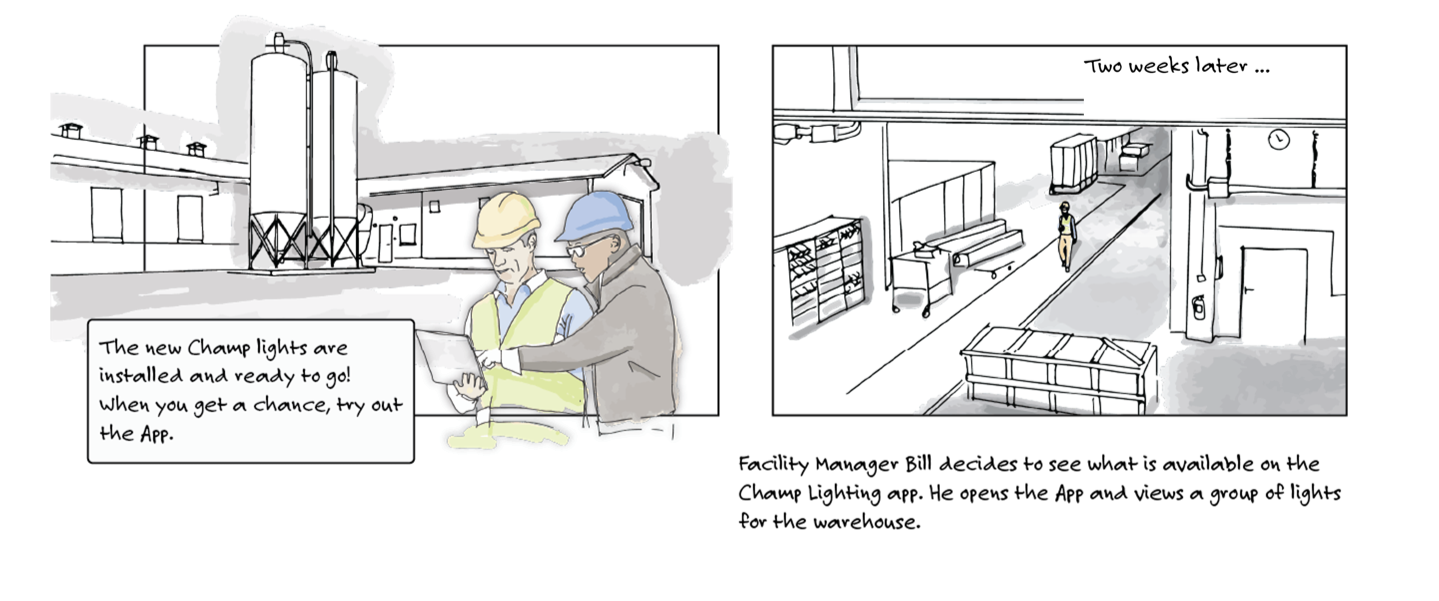 The new Champ lights are
installed and ready to go!
When you get a chance, try out
the App.
Two weeks later ...
Facility Manager Bill decides to see what is available on the
Champ Lighting app. He opens the App and views a group of lights
for the warehouse.